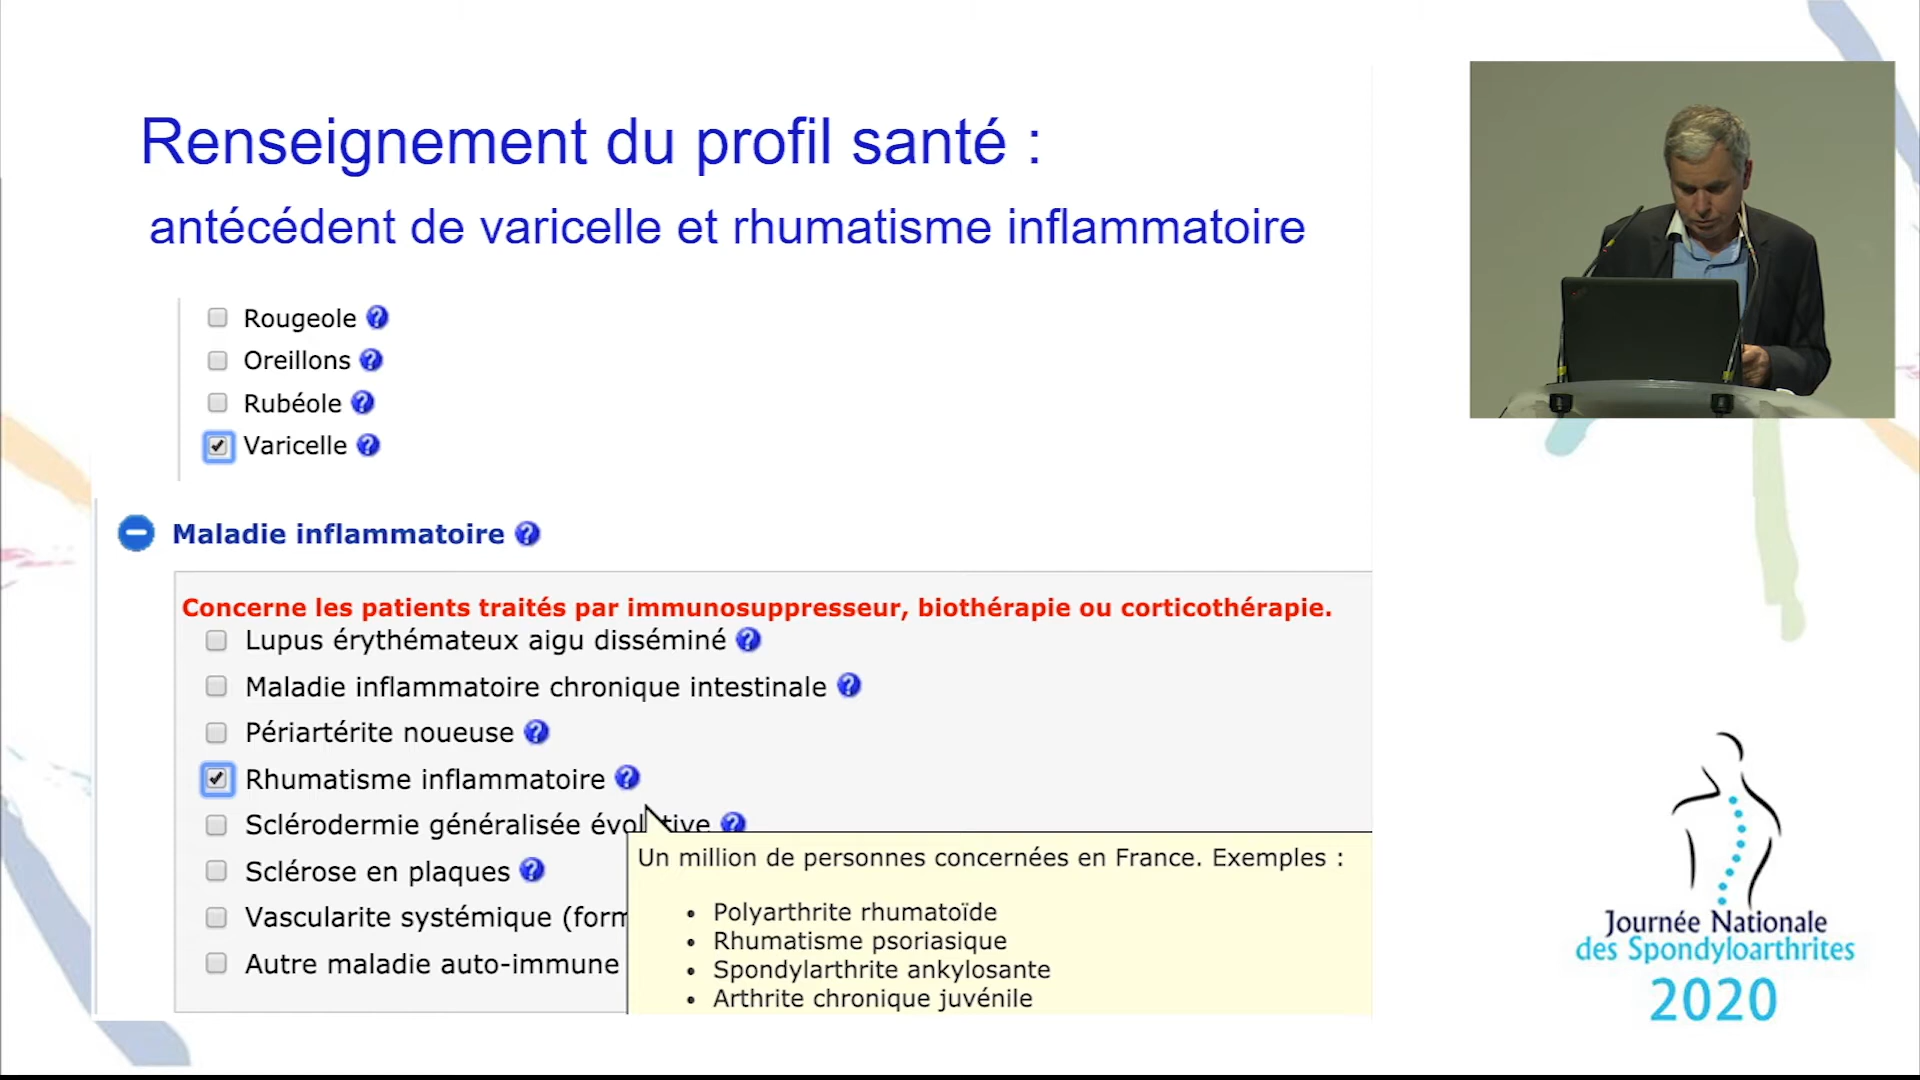 Renseignement du profil santé :
antécédent de varicelle et rhumatisme inflammatoire
Rougeole
Oreillons
Rubéole
Varicelle
Maladie inflammatoire
Concerne les patients traités par immunosuppresseur, biothérapie ou corticothérapie.
Lupus érythémateux aigu disséminé
Maladie inflammatoire chronique intestinale
Périartérite noueuse
Rhumatisme inflammatoire
Sclérodermie généralisée évolutive
Sclérose en plaques
Vascularite systémique (form
Autre maladie auto-immune
Un million de personnes concernées en France. Exemples :
• Polyarthrite rhumatoïde
• Rhumatisme psoriasique
• Spondylarthrite ankylosante
• Arthrite chronique juvénile
Journée Nationale
des Spondyloarthrites
2020